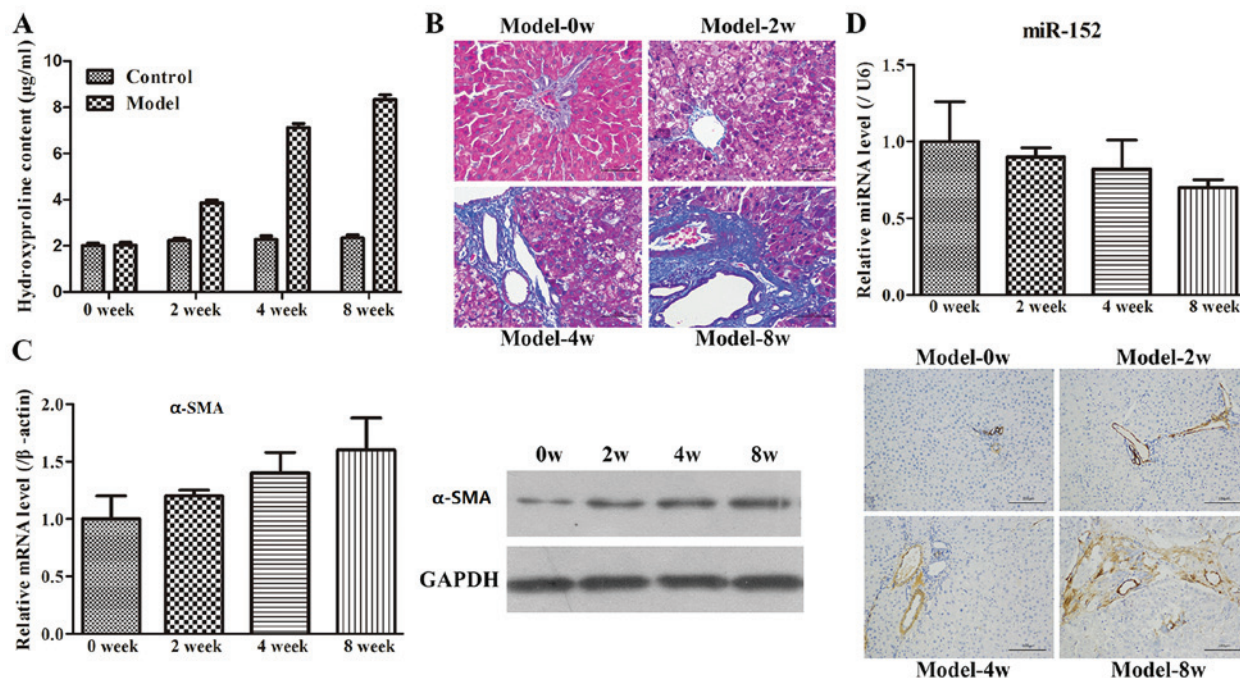 A
Hydroxyproline content (µg/ml)
10
8
6
4
2
0
Control
Model
0 week
2 week
4 week
8 week
B
Model-0w
Model-2w
Model-4w
Model-8w
D
miR-152
Relative miRNA level (/ U6)
1.5
1.0
0.5
0.0
0 week
2 week
4 week
8 week
C
α-SMA
Relative mRNA level (/β -actin)
2.0
1.5
1.0
0.5
0.0
0 week
2 week
4 week
8 week
0w
2w
4w
8w
α-SMA
GAPDH
Model-0w
Model-2w
Model-4w
Model-8w